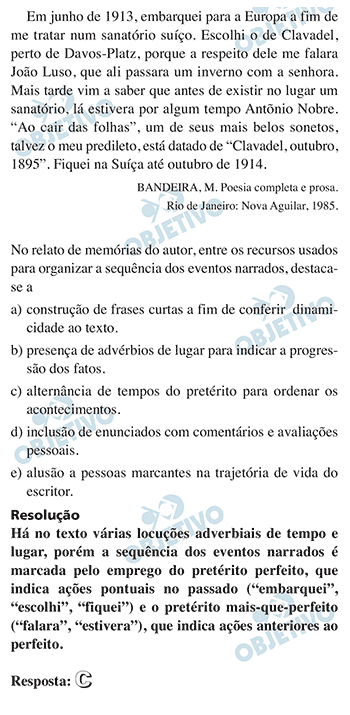 Em junho de 1913, embarquei para a Europa a fim de
me tratar num sanatório suíço. Escolhi o de Clavadel,
perto de Davos-Platz, porque a respeito dele me falara
João Luso, que ali passara um inverno com a senhora.
Mais tarde vim a saber que antes de existir no lugar um
sanatório, lá estivera por algum tempo Antônio Nobre.
“Ao cair das folhas”, um de seus mais belos sonetos,
talvez o meu predileto, está datado de “Clavadel, outubro,
1895”. Fiquei na Suíça até outubro de 1914.
BANDEIRA, M. Poesia completa e prosa.
Rio de Janeiro: Nova Aguilar, 1985.
No relato de memórias do autor, entre os recursos usados
para organizar a sequência dos eventos narrados, destaca-
se a
a) construção de frases curtas a fim de conferir dinami-
cidade ao texto.
b) presença de advérbios de lugar para indicar a progres-
são dos fatos.
c) alternância de tempos do pretérito para ordenar os
acontecimentos.
d) inclusão de enunciados com comentários e avaliações
pessoais.
e) alusão a pessoas marcantes na trajetória de vida do
escritor.
Resolução
Há no texto várias locuções adverbiais de tempo e
lugar, porém a sequência dos eventos narrados é
marcada pelo emprego do pretérito perfeito, que
indica ações pontuais no passado (“embarquei”,
“escolhi”, “fiquei”) e o pretérito mais-que-perfeito
(“falara”, “estivera”), que indica ações anteriores ao
perfeito.
Resposta: C
OBJETIVO
OBJETIVO
OBJETIVO
OBJETIVO
OBJETIVO
OBJETIVO
OBJETIVO